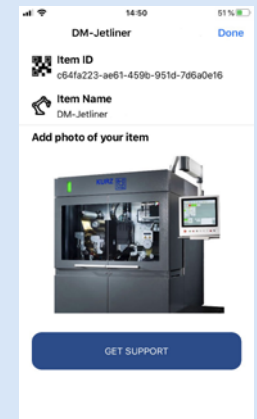 14:50
51 %
DM-Jetliner
Done
Item ID
c64fa223-ae61-459b-951d-7d6a0e16
Item Name
DM-Jetliner
Add photo of your item
KURZ
GET SUPPORT